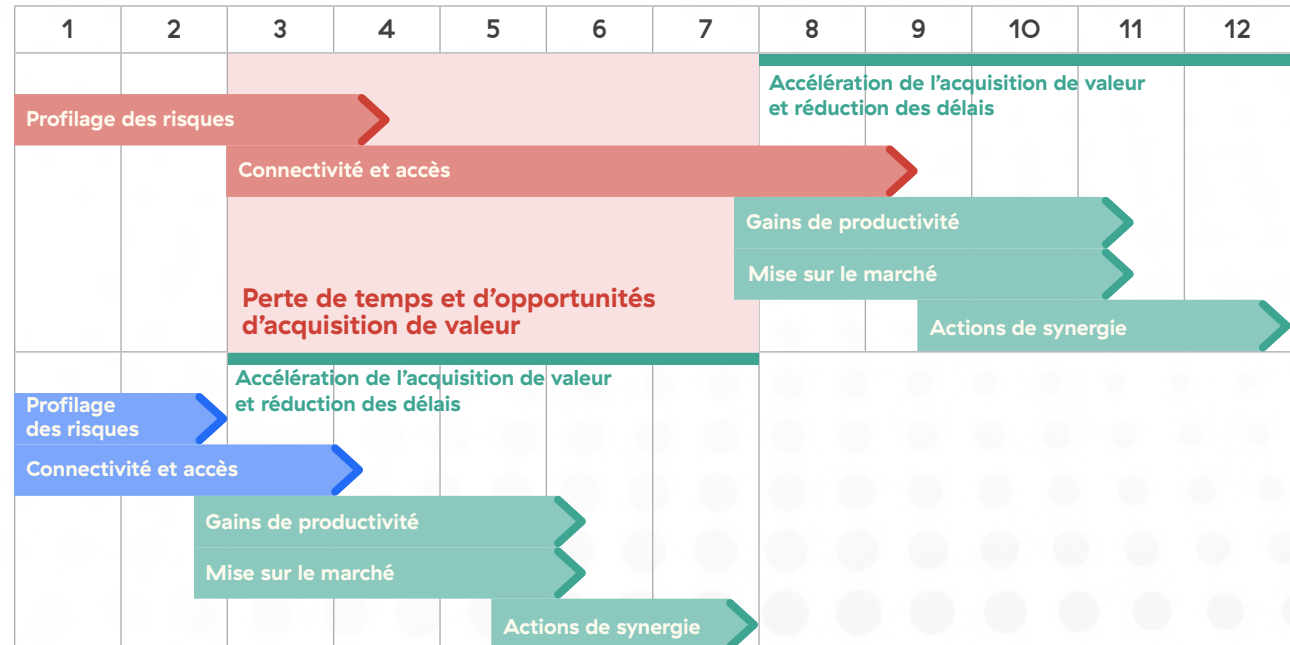 1 2 3 4 5 6 7 8 9 10 11 12
Accélération de l’acquisition de valeur
et réduction des délais
Profilage des risques
Connectivité et accès
Gains de productivité
Mise sur le marché
Perte de temps et d’opportunités
d’acquisition de valeur
Actions de synergie
Accélération de l’acquisition de valeur
et réduction des délais
Profilage
des risques
Connectivité et accès
Gains de productivité
Mise sur le marché
Actions de synergie